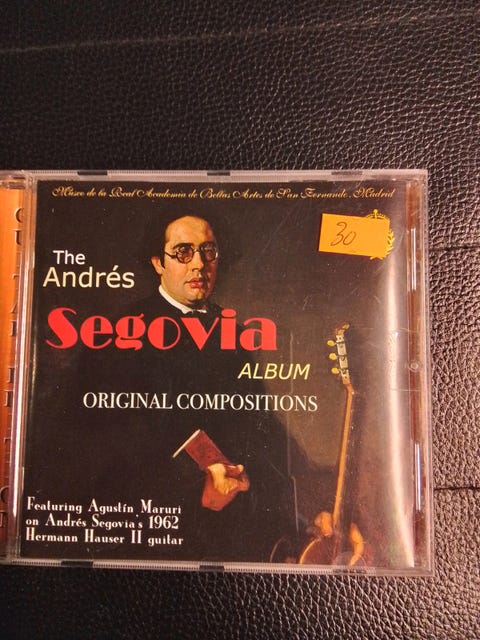 Museo de la Real Academia de Bellas Artes de San Fernando, Madrid
30
The
Andrés
Segovia
ALBUM
ORIGINAL COMPOSITIONS
Featuring Agustín Maruri
on Andrés Segovia's 1962
Hermann Hauser II guitar